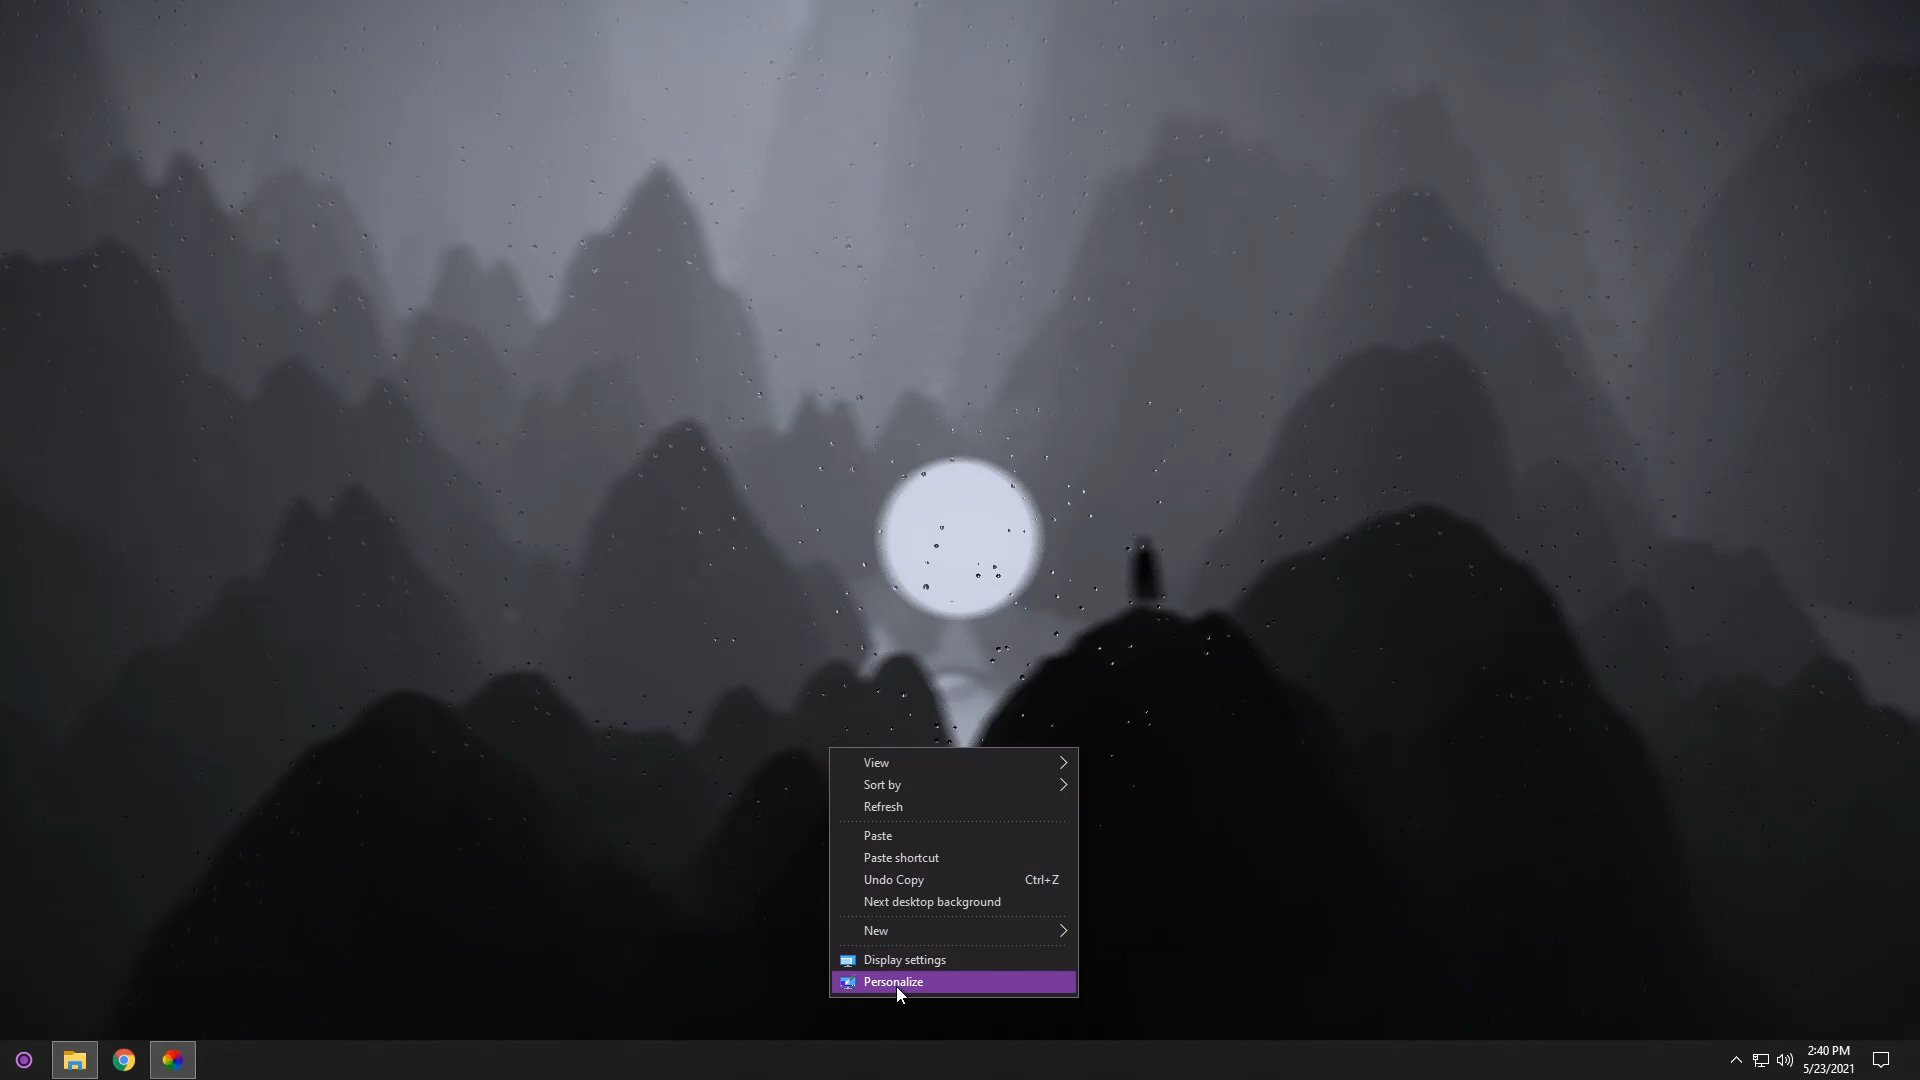 View
Sort by
Refresh
Paste
Paste shortcut
Undo Copy Ctrl+Z
Next desktop background
New
Display settings
Personalize
2:40 PM
5/23/2021